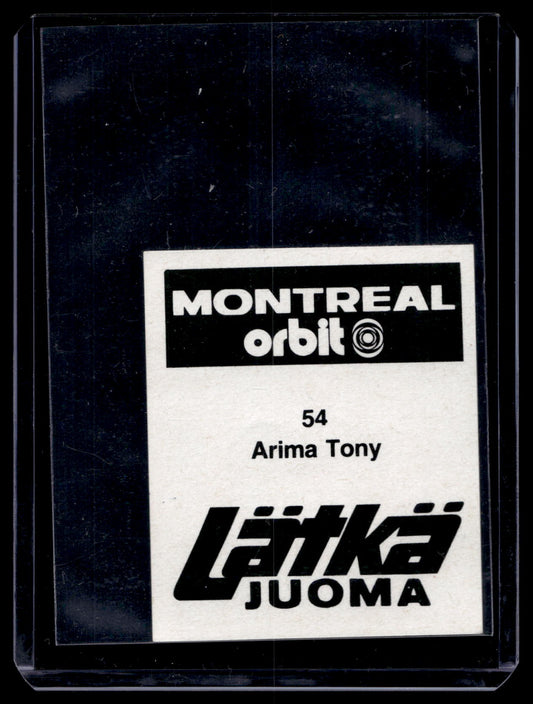 MONTREAL
orbit
54
Arima Tony
Lätkä
JUOMA